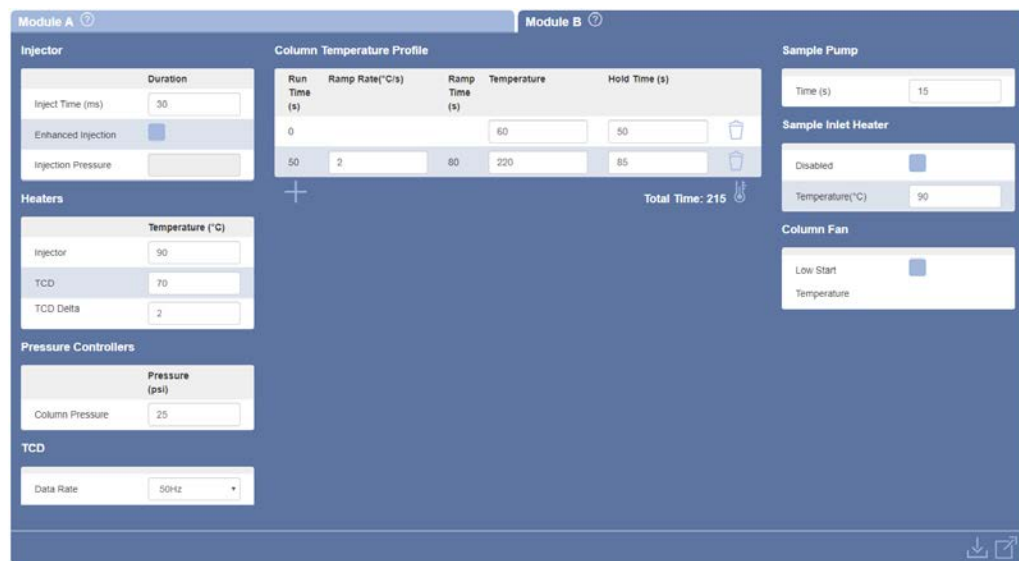 Module A ?
Module B ?
Injector
Duration
Inject Time (ms) 30
Enhanced Injection
Injection Pressure
Heaters
Temperature (°C)
Injector 90
TCD 70
TCD Delta 2
Pressure Controllers
Pressure
(psi)
Column Pressure 25
TCD
Data Rate 50Hz
Column Temperature Profile
Run
Time
(s)
Ramp Rate(°C/s)
Ramp
Time
(s)
Temperature
Hold Time (s)
0 60 50
50 2 80 220 85
Total Time: 215
Sample Pump
Time (s) 15
Sample Inlet Heater
Disabled
Temperature(°C) 90
Column Fan
Low Start
Temperature